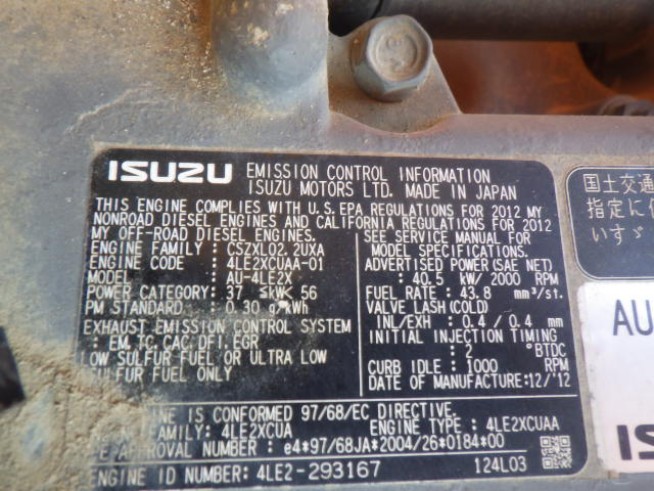 ISUZU EMISSION CONTROL INFORMATION
ISUZU MOTORS LTD. MADE IN JAPAN
THIS ENGINE COMPLIES WITH U.S. EPA REGULATIONS FOR 2012 MY
NONROAD DIESEL ENGINES AND CALIFORNIA REGULATIONS FOR 2012
MY OFF-ROAD DIESEL ENGINES.
ENGINE FAMILY : CSZXL02.2UXA
ENGINE CODE : 4LE2XCUAA-01
MODEL : AU-4LE2X
POWER CATEGORY: 37 ≤kW< 56
PM STANDARD : 0.30 g/kWh
EXHAUST EMISSION CONTROL SYSTEM
: EM, TC, CAC, DFI, EGR
LOW SULFUR FUEL OR ULTRA LOW
SULFUR FUEL ONLY
SEE SERVICE MANUAL FOR
MODEL SPECIFICATIONS.
ADVERTISED POWER(SAE NET)
: 40.5 kW/ 2000 RPM
FUEL RATE : 43.8 mm³/st.
VALVE LASH(COLD)
INL/EXH : 0.4 / 0.4 mm
INITIAL INJECTION TIMING
: 2 °BTDC
CURB IDLE : 1000 RPM
DATE OF MANUFACTURE:12/'12
ENGINE IS CONFORMED 97/68/EC DIRECTIVE.
FAMILY: 4LE2XCUA ENGINE TYPE : 4LE2XCUAA
APPROVAL NUMBER : e4*97/68JA*2004/26*0184*00
ENGINE ID NUMBER: 4LE2-293167 124L03
国土交通
指定に
いすゞ
AU
IS